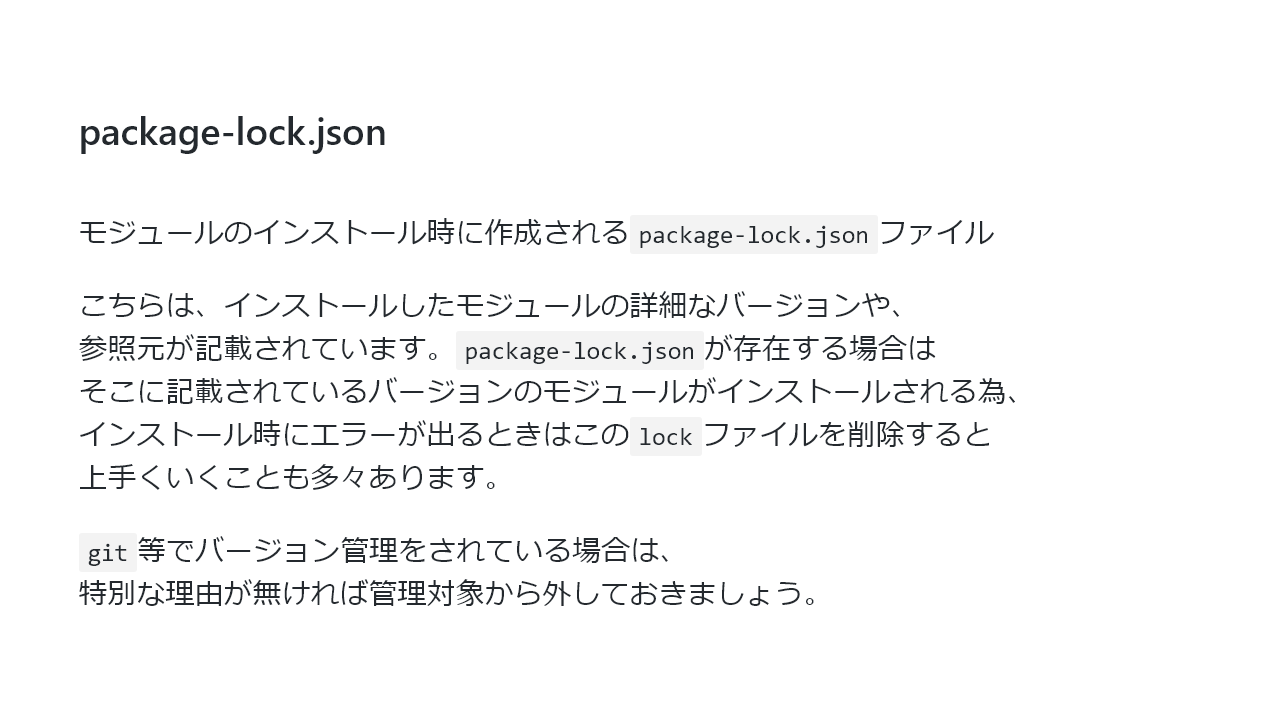 package-lock.json
モジュールのインストール時に作成されるpackage-lock.jsonファイル
こちらは、インストールしたモジュールの詳細なバージョンや、
参照元が記載されています。package-lock.jsonが存在する場合は
そこに記載されているバージョンのモジュールがインストールされる為、
インストール時にエラーが出るときはこのlockファイルを削除すると
上手くいくことも多々あります。
git等でバージョン管理をされている場合は、
特別な理由が無ければ管理対象から外しておきましょう。